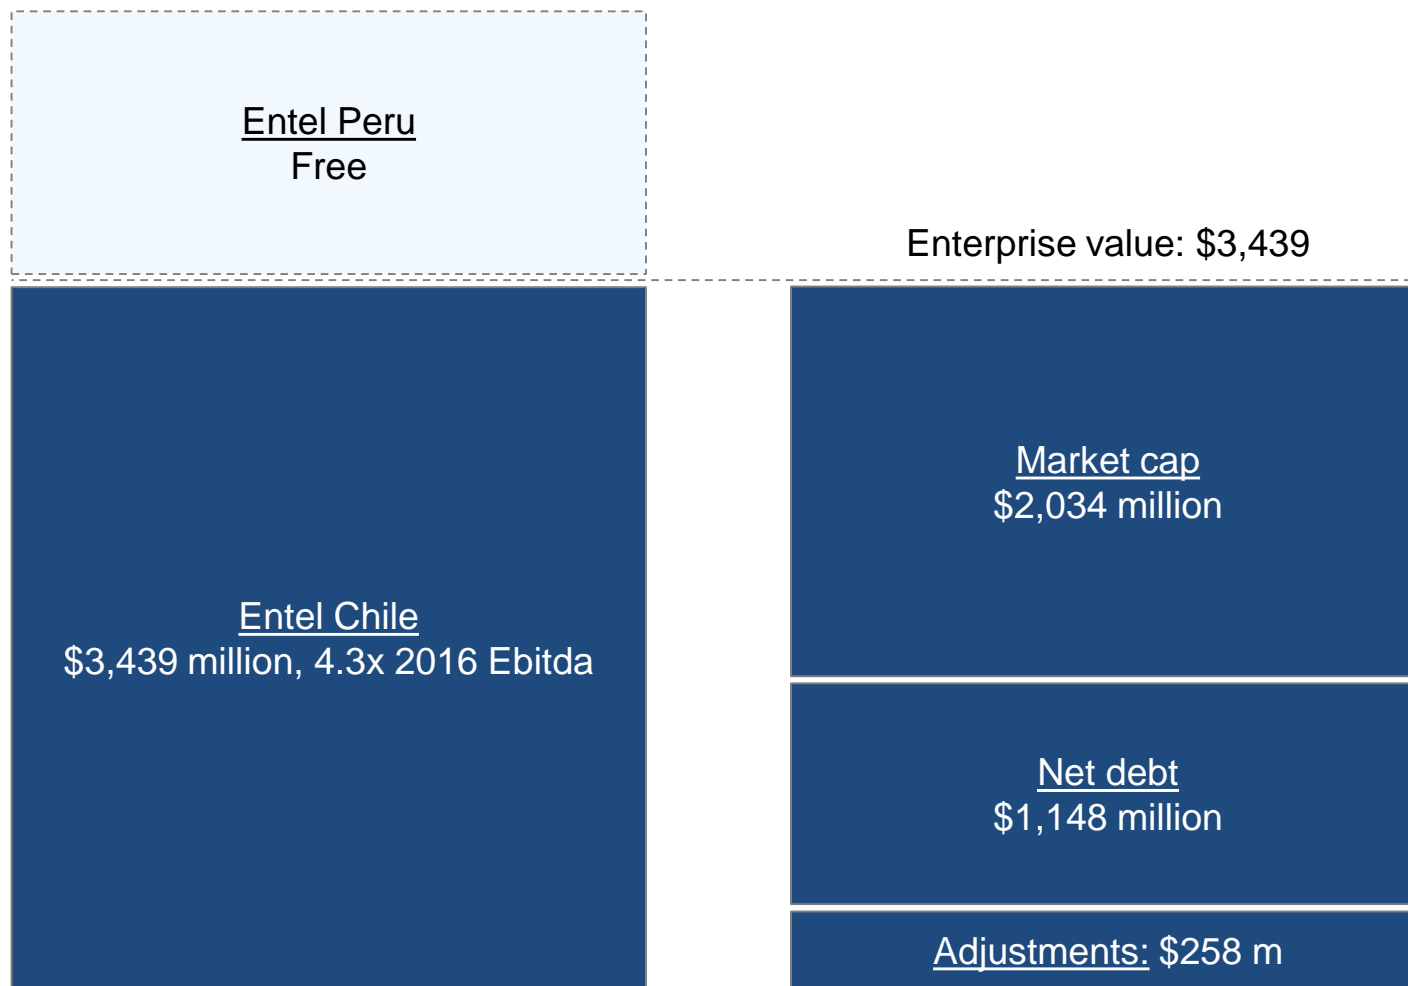 Entel Peru
Free
Enterprise value: $3,439
Entel Chile
$3,439 million, 4.3x 2016 Ebitda
Market cap
$2,034 million
Net debt
$1,148 million
Adjustments: $258 m